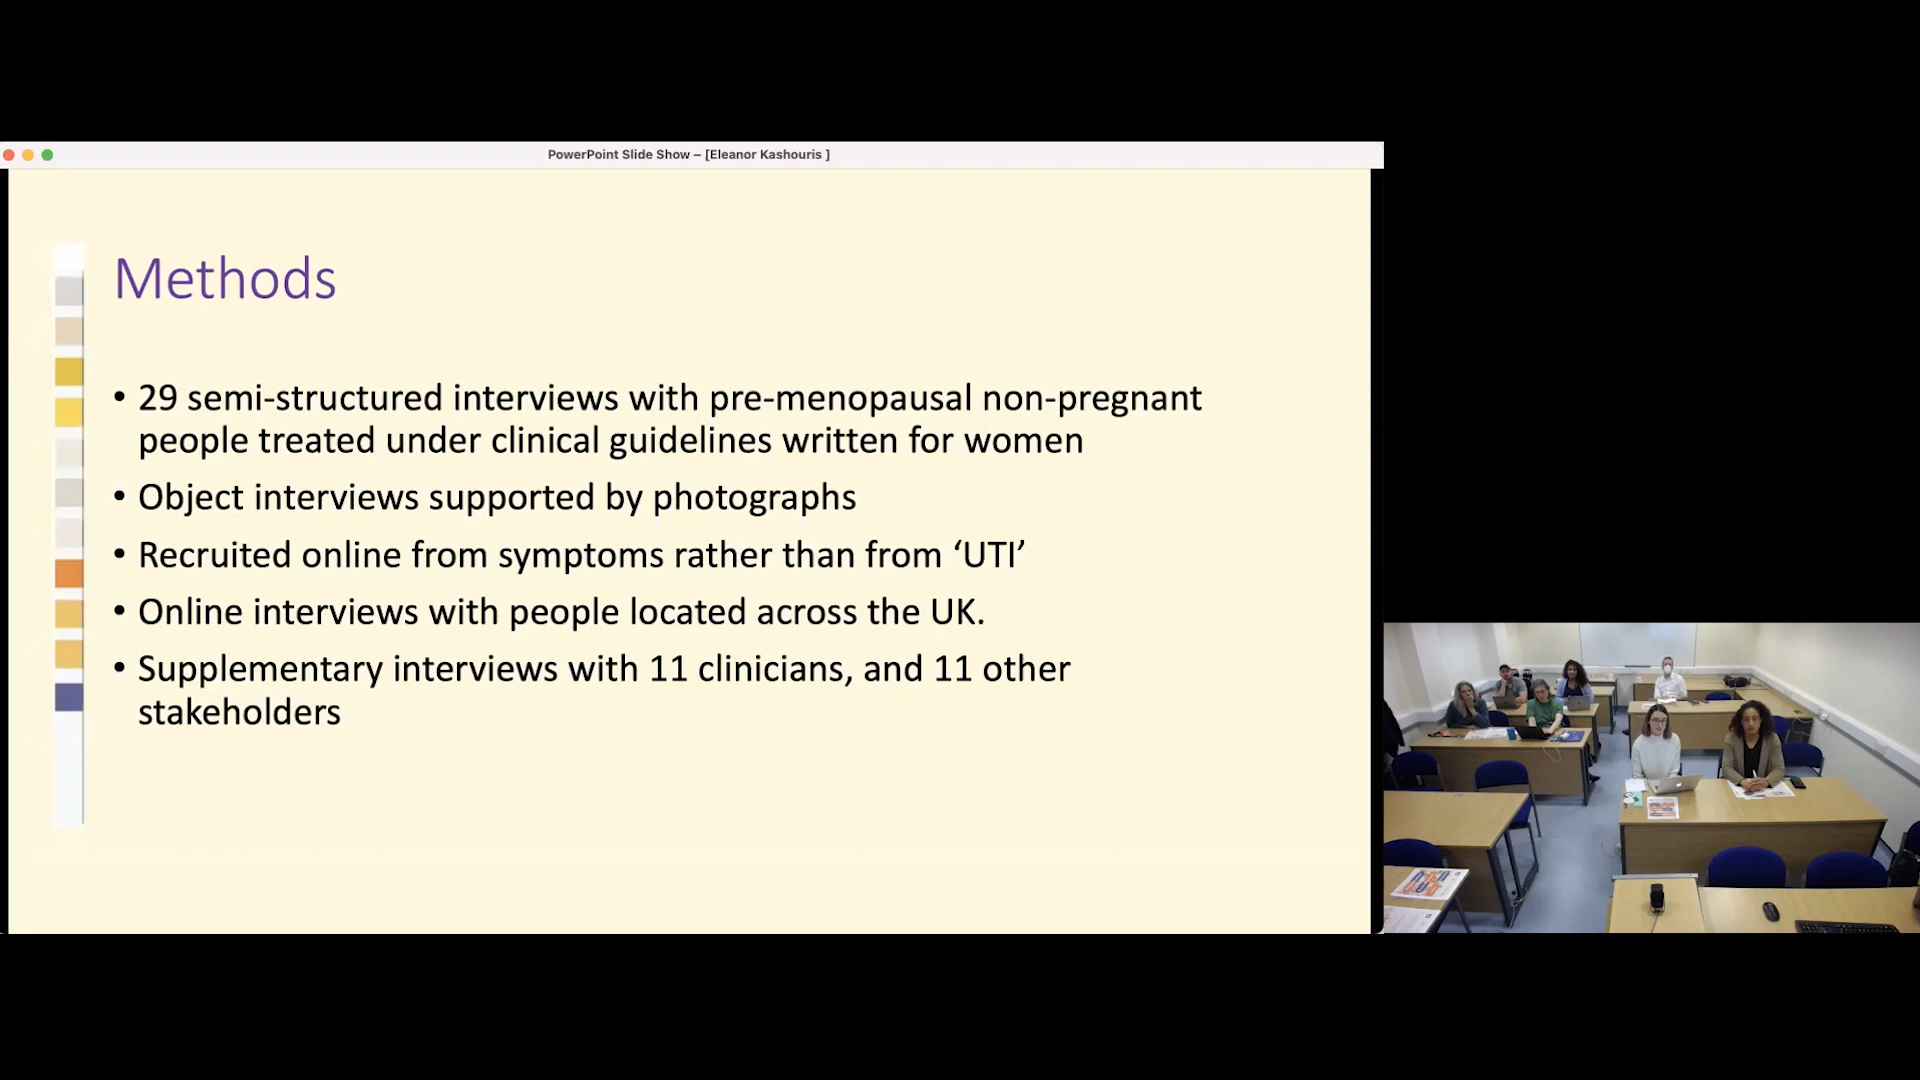 PowerPoint Slide Show – [Eleanor Kashouris ]
Methods
• 29 semi-structured interviews with pre-menopausal non-pregnant
people treated under clinical guidelines written for women
• Object interviews supported by photographs
• Recruited online from symptoms rather than from ‘UTI’
• Online interviews with people located across the UK.
• Supplementary interviews with 11 clinicians, and 11 other
stakeholders